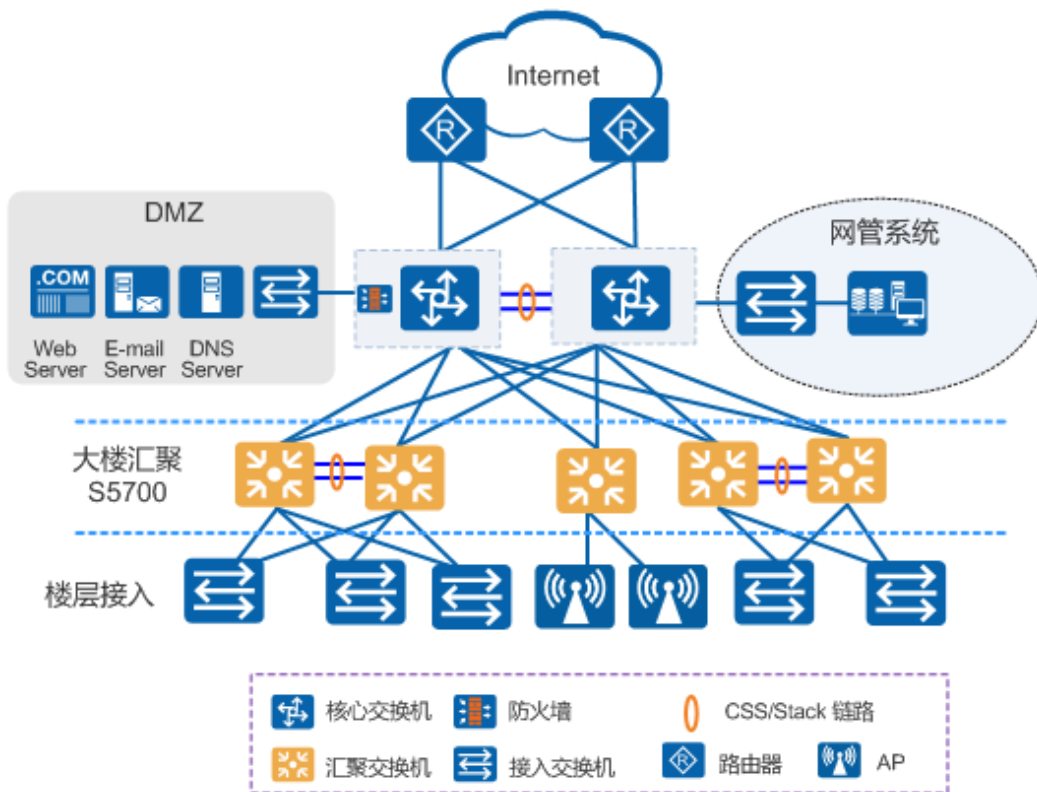 Internet
R
R
DMZ
网管系统
.COM
Web Server
E-mail Server
DNS Server
大楼汇聚
S5700
楼层接入
核心交换机
防火墙
CSS/Stack 链路
汇聚交换机
接入交换机
R
路由器
AP